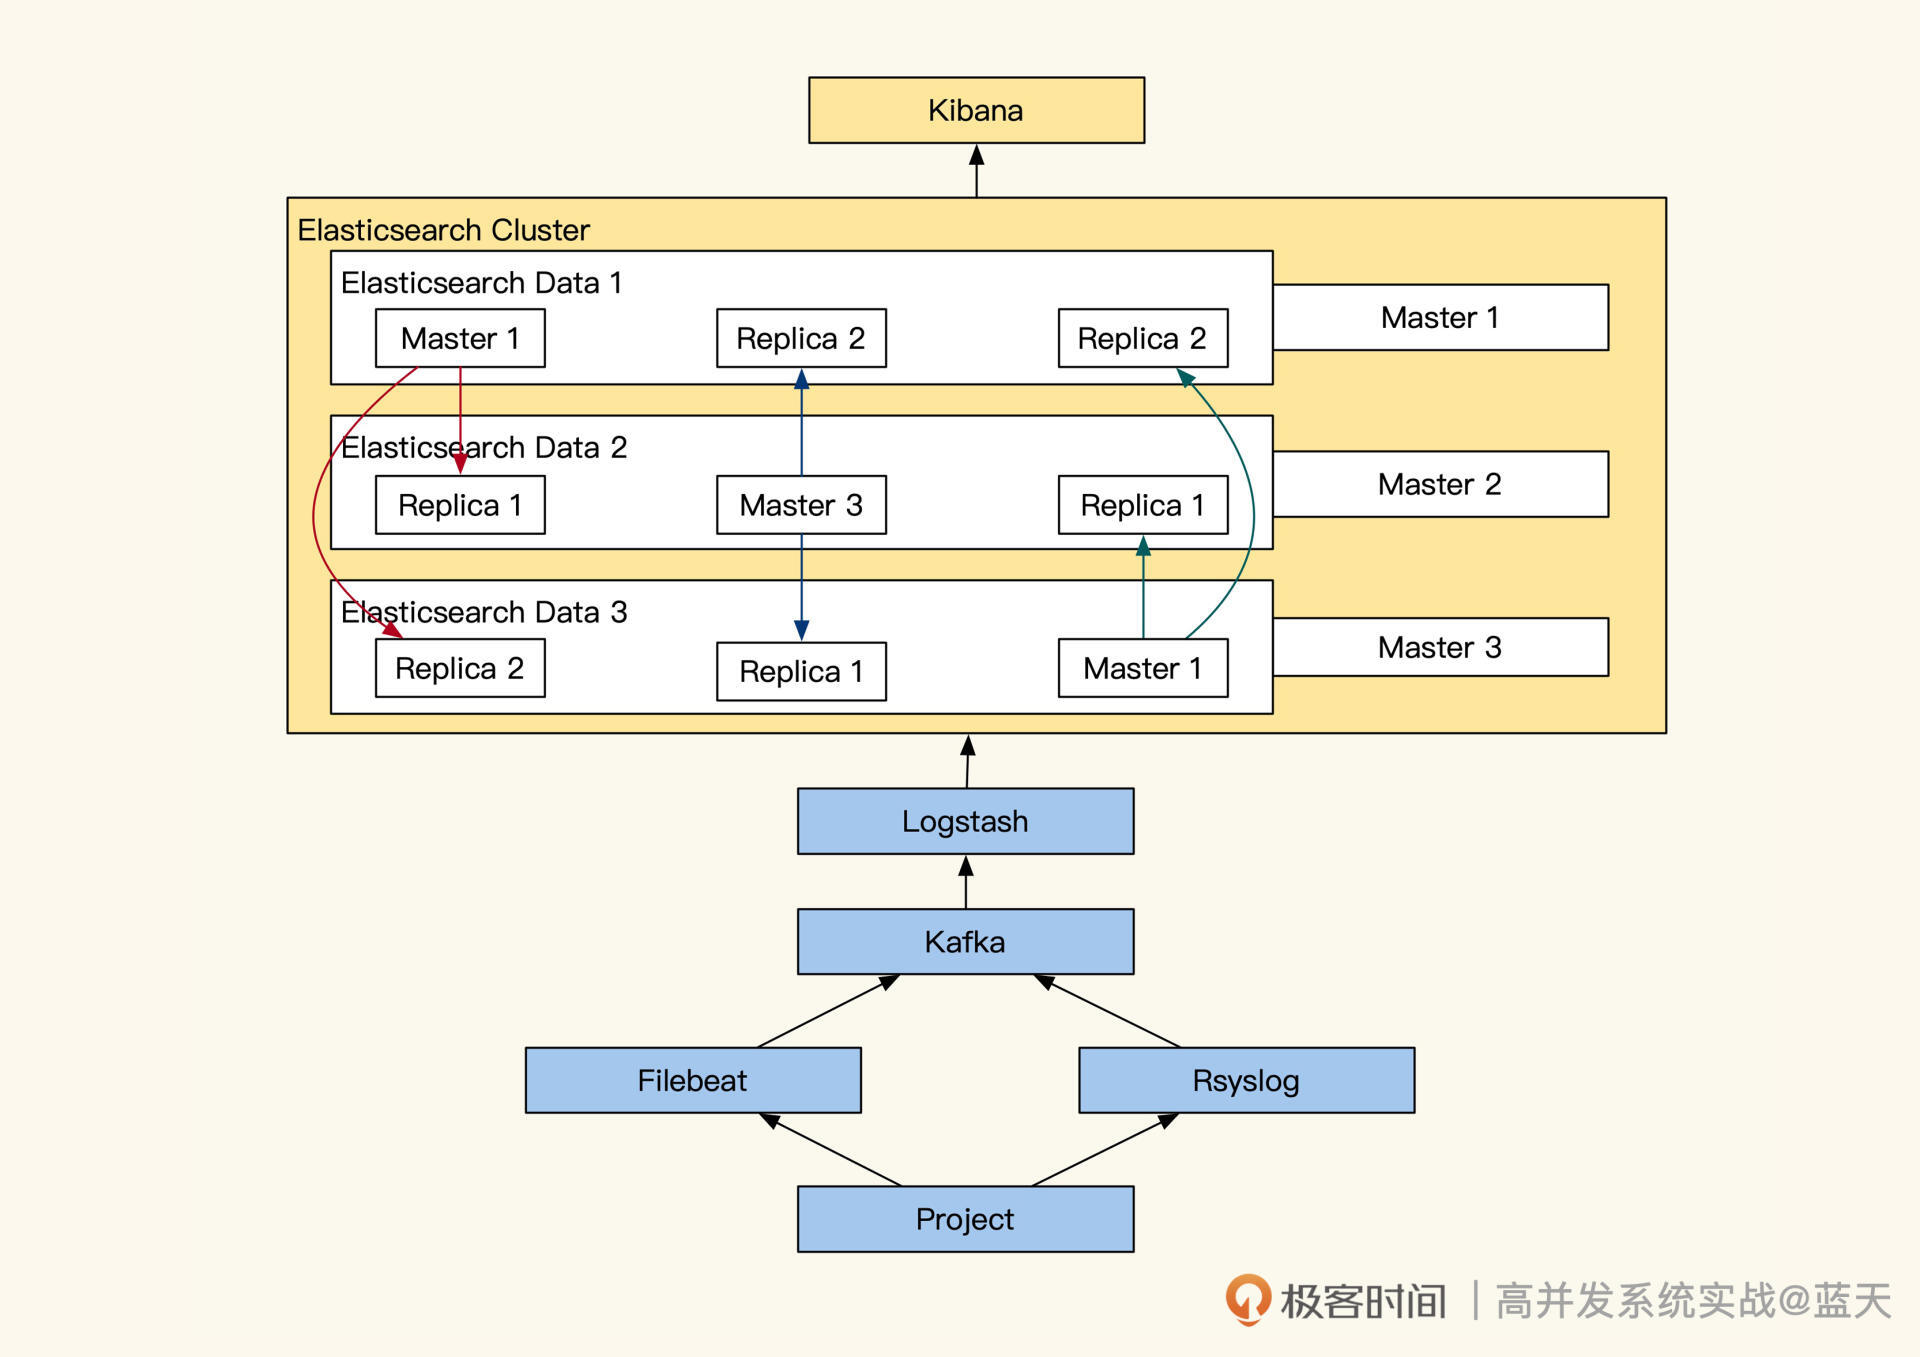 Kibana
Elasticsearch Cluster
Elasticsearch Data 1
Master 1
Replica 2
Replica 2
Master 1
Elasticsearch Data 2
Replica 1
Master 3
Replica 1
Master 2
Elasticsearch Data 3
Replica 2
Replica 1
Master 1
Master 3
Logstash
Kafka
Filebeat
Rsyslog
Project
极客时间 | 高并发系统实战@蓝天